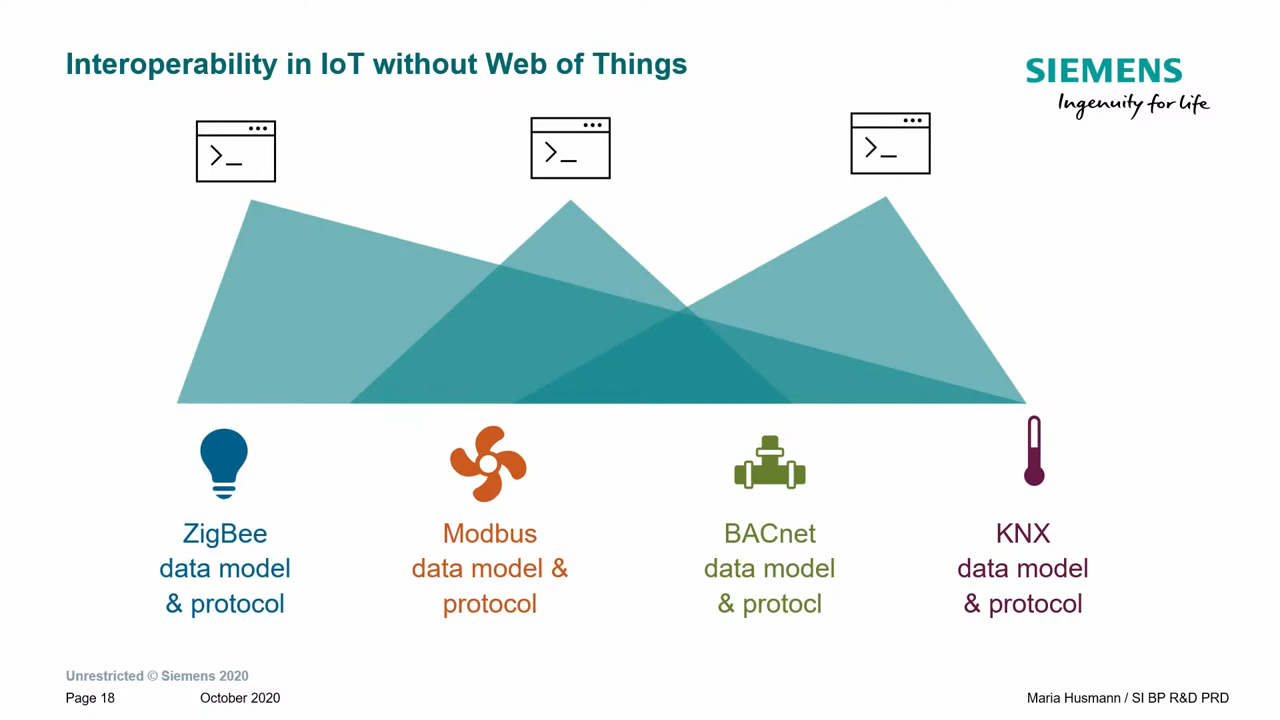 Interoperability in IoT without Web of Things
SIEMENS
Ingenuity for life
ZigBee
data model
& protocol
Modbus
data model &
protocol
BACnet
data model
& protocl
KNX
data model
& protocol
Unrestricted © Siemens 2020
Page 18
October 2020
Maria Husmann / SI BP R&D PRD